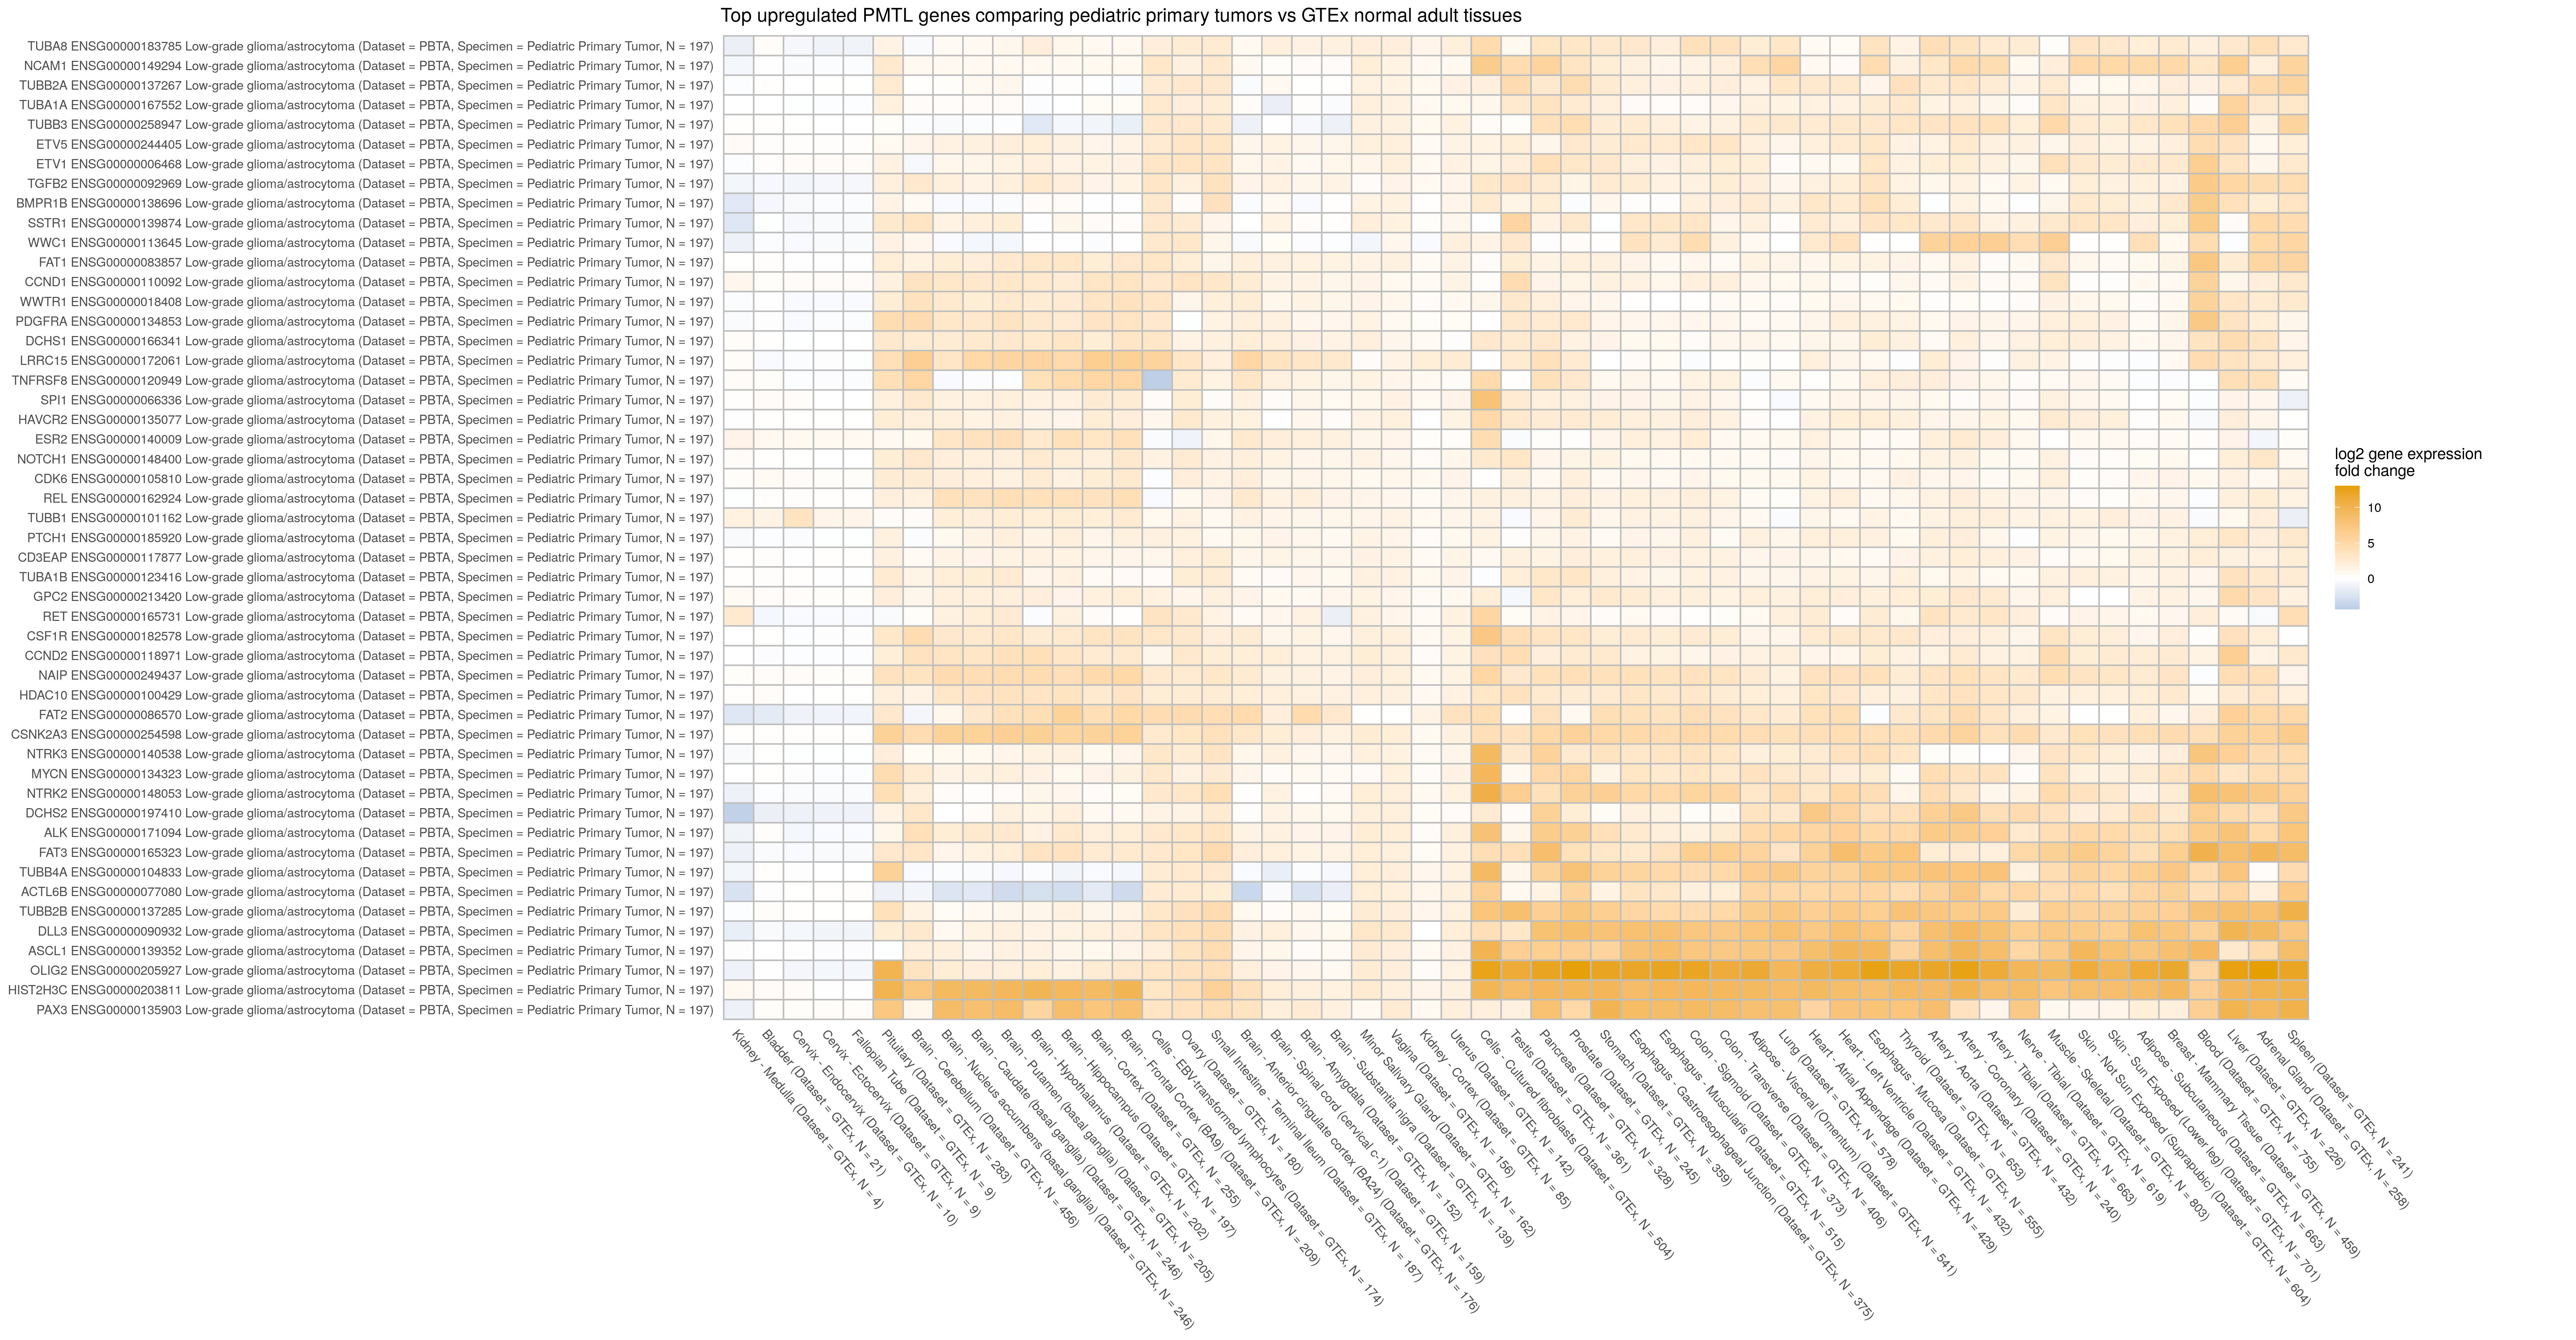 Top upregulated PMTL genes comparing pediatric primary tumors vs GTEx normal adult tissues
TUBA8 ENSG00000183785 Low-grade glioma/astrocytoma (Dataset = PBTA, Specimen = Pediatric Primary Tumor, N = 197)
NCAM1 ENSG00000149294 Low-grade glioma/astrocytoma (Dataset = PBTA, Specimen = Pediatric Primary Tumor, N = 197)
TUBB2A ENSG00000137267 Low-grade glioma/astrocytoma (Dataset = PBTA, Specimen = Pediatric Primary Tumor, N = 197)
TUBA1A ENSG00000167552 Low-grade glioma/astrocytoma (Dataset = PBTA, Specimen = Pediatric Primary Tumor, N = 197)
TUBB3 ENSG00000258947 Low-grade glioma/astrocytoma (Dataset = PBTA, Specimen = Pediatric Primary Tumor, N = 197)
ETV5 ENSG00000244405 Low-grade glioma/astrocytoma (Dataset = PBTA, Specimen = Pediatric Primary Tumor, N = 197)
ETV1 ENSG00000006468 Low-grade glioma/astrocytoma (Dataset = PBTA, Specimen = Pediatric Primary Tumor, N = 197)
TGFB2 ENSG00000092969 Low-grade glioma/astrocytoma (Dataset = PBTA, Specimen = Pediatric Primary Tumor, N = 197)
BMPR1B ENSG00000138696 Low-grade glioma/astrocytoma (Dataset = PBTA, Specimen = Pediatric Primary Tumor, N = 197)
SSTR1 ENSG00000139874 Low-grade glioma/astrocytoma (Dataset = PBTA, Specimen = Pediatric Primary Tumor, N = 197)
WWC1 ENSG00000113645 Low-grade glioma/astrocytoma (Dataset = PBTA, Specimen = Pediatric Primary Tumor, N = 197)
FAT1 ENSG00000083857 Low-grade glioma/astrocytoma (Dataset = PBTA, Specimen = Pediatric Primary Tumor, N = 197)
CCND1 ENSG00000110092 Low-grade glioma/astrocytoma (Dataset = PBTA, Specimen = Pediatric Primary Tumor, N = 197)
WWTR1 ENSG00000018408 Low-grade glioma/astrocytoma (Dataset = PBTA, Specimen = Pediatric Primary Tumor, N = 197)
PDGFRA ENSG00000134853 Low-grade glioma/astrocytoma (Dataset = PBTA, Specimen = Pediatric Primary Tumor, N = 197)
DCHS1 ENSG00000166341 Low-grade glioma/astrocytoma (Dataset = PBTA, Specimen = Pediatric Primary Tumor, N = 197)
LRRC15 ENSG00000172061 Low-grade glioma/astrocytoma (Dataset = PBTA, Specimen = Pediatric Primary Tumor, N = 197)
TNFRSF8 ENSG00000120949 Low-grade glioma/astrocytoma (Dataset = PBTA, Specimen = Pediatric Primary Tumor, N = 197)
SPI1 ENSG00000066336 Low-grade glioma/astrocytoma (Dataset = PBTA, Specimen = Pediatric Primary Tumor, N = 197)
HAVCR2 ENSG00000135077 Low-grade glioma/astrocytoma (Dataset = PBTA, Specimen = Pediatric Primary Tumor, N = 197)
ESR2 ENSG00000140009 Low-grade glioma/astrocytoma (Dataset = PBTA, Specimen = Pediatric Primary Tumor, N = 197)
NOTCH1 ENSG00000148400 Low-grade glioma/astrocytoma (Dataset = PBTA, Specimen = Pediatric Primary Tumor, N = 197)
CDK6 ENSG00000105810 Low-grade glioma/astrocytoma (Dataset = PBTA, Specimen = Pediatric Primary Tumor, N = 197)
REL ENSG00000162924 Low-grade glioma/astrocytoma (Dataset = PBTA, Specimen = Pediatric Primary Tumor, N = 197)
TUBB1 ENSG00000101162 Low-grade glioma/astrocytoma (Dataset = PBTA, Specimen = Pediatric Primary Tumor, N = 197)
PTCH1 ENSG00000185920 Low-grade glioma/astrocytoma (Dataset = PBTA, Specimen = Pediatric Primary Tumor, N = 197)
CD3EAP ENSG00000117877 Low-grade glioma/astrocytoma (Dataset = PBTA, Specimen = Pediatric Primary Tumor, N = 197)
TUBA1B ENSG00000123416 Low-grade glioma/astrocytoma (Dataset = PBTA, Specimen = Pediatric Primary Tumor, N = 197)
GPC2 ENSG00000213420 Low-grade glioma/astrocytoma (Dataset = PBTA, Specimen = Pediatric Primary Tumor, N = 197)
RET ENSG00000165731 Low-grade glioma/astrocytoma (Dataset = PBTA, Specimen = Pediatric Primary Tumor, N = 197)
CSF1R ENSG00000182578 Low-grade glioma/astrocytoma (Dataset = PBTA, Specimen = Pediatric Primary Tumor, N = 197)
CCND2 ENSG00000118971 Low-grade glioma/astrocytoma (Dataset = PBTA, Specimen = Pediatric Primary Tumor, N = 197)
NAIP ENSG00000249437 Low-grade glioma/astrocytoma (Dataset = PBTA, Specimen = Pediatric Primary Tumor, N = 197)
HDAC10 ENSG00000100429 Low-grade glioma/astrocytoma (Dataset = PBTA, Specimen = Pediatric Primary Tumor, N = 197)
FAT2 ENSG00000086570 Low-grade glioma/astrocytoma (Dataset = PBTA, Specimen = Pediatric Primary Tumor, N = 197)
CSNK2A3 ENSG00000254598 Low-grade glioma/astrocytoma (Dataset = PBTA, Specimen = Pediatric Primary Tumor, N = 197)
NTRK3 ENSG00000140538 Low-grade glioma/astrocytoma (Dataset = PBTA, Specimen = Pediatric Primary Tumor, N = 197)
MYCN ENSG00000134323 Low-grade glioma/astrocytoma (Dataset = PBTA, Specimen = Pediatric Primary Tumor, N = 197)
NTRK2 ENSG00000148053 Low-grade glioma/astrocytoma (Dataset = PBTA, Specimen = Pediatric Primary Tumor, N = 197)
DCHS2 ENSG00000197410 Low-grade glioma/astrocytoma (Dataset = PBTA, Specimen = Pediatric Primary Tumor, N = 197)
ALK ENSG00000171094 Low-grade glioma/astrocytoma (Dataset = PBTA, Specimen = Pediatric Primary Tumor, N = 197)
FAT3 ENSG00000165323 Low-grade glioma/astrocytoma (Dataset = PBTA, Specimen = Pediatric Primary Tumor, N = 197)
TUBB4A ENSG00000104833 Low-grade glioma/astrocytoma (Dataset = PBTA, Specimen = Pediatric Primary Tumor, N = 197)
ACTL6B ENSG00000077080 Low-grade glioma/astrocytoma (Dataset = PBTA, Specimen = Pediatric Primary Tumor, N = 197)
TUBB2B ENSG00000137285 Low-grade glioma/astrocytoma (Dataset = PBTA, Specimen = Pediatric Primary Tumor, N = 197)
DLL3 ENSG00000090932 Low-grade glioma/astrocytoma (Dataset = PBTA, Specimen = Pediatric Primary Tumor, N = 197)
ASCL1 ENSG00000139352 Low-grade glioma/astrocytoma (Dataset = PBTA, Specimen = Pediatric Primary Tumor, N = 197)
OLIG2 ENSG00000205927 Low-grade glioma/astrocytoma (Dataset = PBTA, Specimen = Pediatric Primary Tumor, N = 197)
HIST2H3C ENSG00000203811 Low-grade glioma/astrocytoma (Dataset = PBTA, Specimen = Pediatric Primary Tumor, N = 197)
PAX3 ENSG00000135903 Low-grade glioma/astrocytoma (Dataset = PBTA, Specimen = Pediatric Primary Tumor, N = 197)
Kidney - Medulla (Dataset = GTEx, N = 4)
Bladder (Dataset = GTEx, N = 21)
Cervix - Endocervix (Dataset = GTEx, N = 10)
Cervix - Ectocervix (Dataset = GTEx, N = 9)
Fallopian Tube (Dataset = GTEx, N = 9)
Pituitary (Dataset = GTEx, N = 283)
Brain - Cerebellum (Dataset = GTEx, N = 456)
Brain - Nucleus accumbens (basal ganglia) (Dataset = GTEx, N = 246)
Brain - Caudate (basal ganglia) (Dataset = GTEx, N = 246)
Brain - Putamen (basal ganglia) (Dataset = GTEx, N = 205)
Brain - Hypothalamus (Dataset = GTEx, N = 202)
Brain - Hippocampus (Dataset = GTEx, N = 197)
Brain - Cortex (Dataset = GTEx, N = 255)
Brain - Frontal Cortex (BA9) (Dataset = GTEx, N = 209)
Cells - EBV-transformed lymphocytes (Dataset = GTEx, N = 174)
Ovary (Dataset = GTEx, N = 180)
Small Intestine - Terminal Ileum (Dataset = GTEx, N = 187)
Brain - Anterior cingulate cortex (BA24) (Dataset = GTEx, N = 176)
Brain - Spinal cord (cervical c-1) (Dataset = GTEx, N = 159)
Brain - Amygdala (Dataset = GTEx, N = 152)
Brain - Substantia nigra (Dataset = GTEx, N = 139)
Minor Salivary Gland (Dataset = GTEx, N = 162)
Vagina (Dataset = GTEx, N = 156)
Kidney - Cortex (Dataset = GTEx, N = 85)
Uterus (Dataset = GTEx, N = 142)
Cells - Cultured fibroblasts (Dataset = GTEx, N = 504)
Testis (Dataset = GTEx, N = 361)
Pancreas (Dataset = GTEx, N = 328)
Prostate (Dataset = GTEx, N = 245)
Stomach (Dataset = GTEx, N = 359)
Esophagus - Gastroesophageal Junction (Dataset = GTEx, N = 375)
Esophagus - Muscularis (Dataset = GTEx, N = 515)
Colon - Sigmoid (Dataset = GTEx, N = 373)
Colon - Transverse (Dataset = GTEx, N = 406)
Adipose - Visceral (Omentum) (Dataset = GTEx, N = 541)
Lung (Dataset = GTEx, N = 578)
Heart - Atrial Appendage (Dataset = GTEx, N = 429)
Heart - Left Ventricle (Dataset = GTEx, N = 432)
Esophagus - Mucosa (Dataset = GTEx, N = 555)
Thyroid (Dataset = GTEx, N = 653)
Artery - Aorta (Dataset = GTEx, N = 432)
Artery - Coronary (Dataset = GTEx, N = 240)
Artery - Tibial (Dataset = GTEx, N = 663)
Nerve - Tibial (Dataset = GTEx, N = 619)
Muscle - Skeletal (Dataset = GTEx, N = 803)
Skin - Not Sun Exposed (Suprapubic) (Dataset = GTEx, N = 604)
Skin - Sun Exposed (Lower leg) (Dataset = GTEx, N = 701)
Adipose - Subcutaneous (Dataset = GTEx, N = 663)
Breast - Mammary Tissue (Dataset = GTEx, N = 459)
Blood (Dataset = GTEx, N = 755)
Liver (Dataset = GTEx, N = 226)
Adrenal Gland (Dataset = GTEx, N = 258)
Spleen (Dataset = GTEx, N = 241)
log2 gene expression
fold change
10
5
0